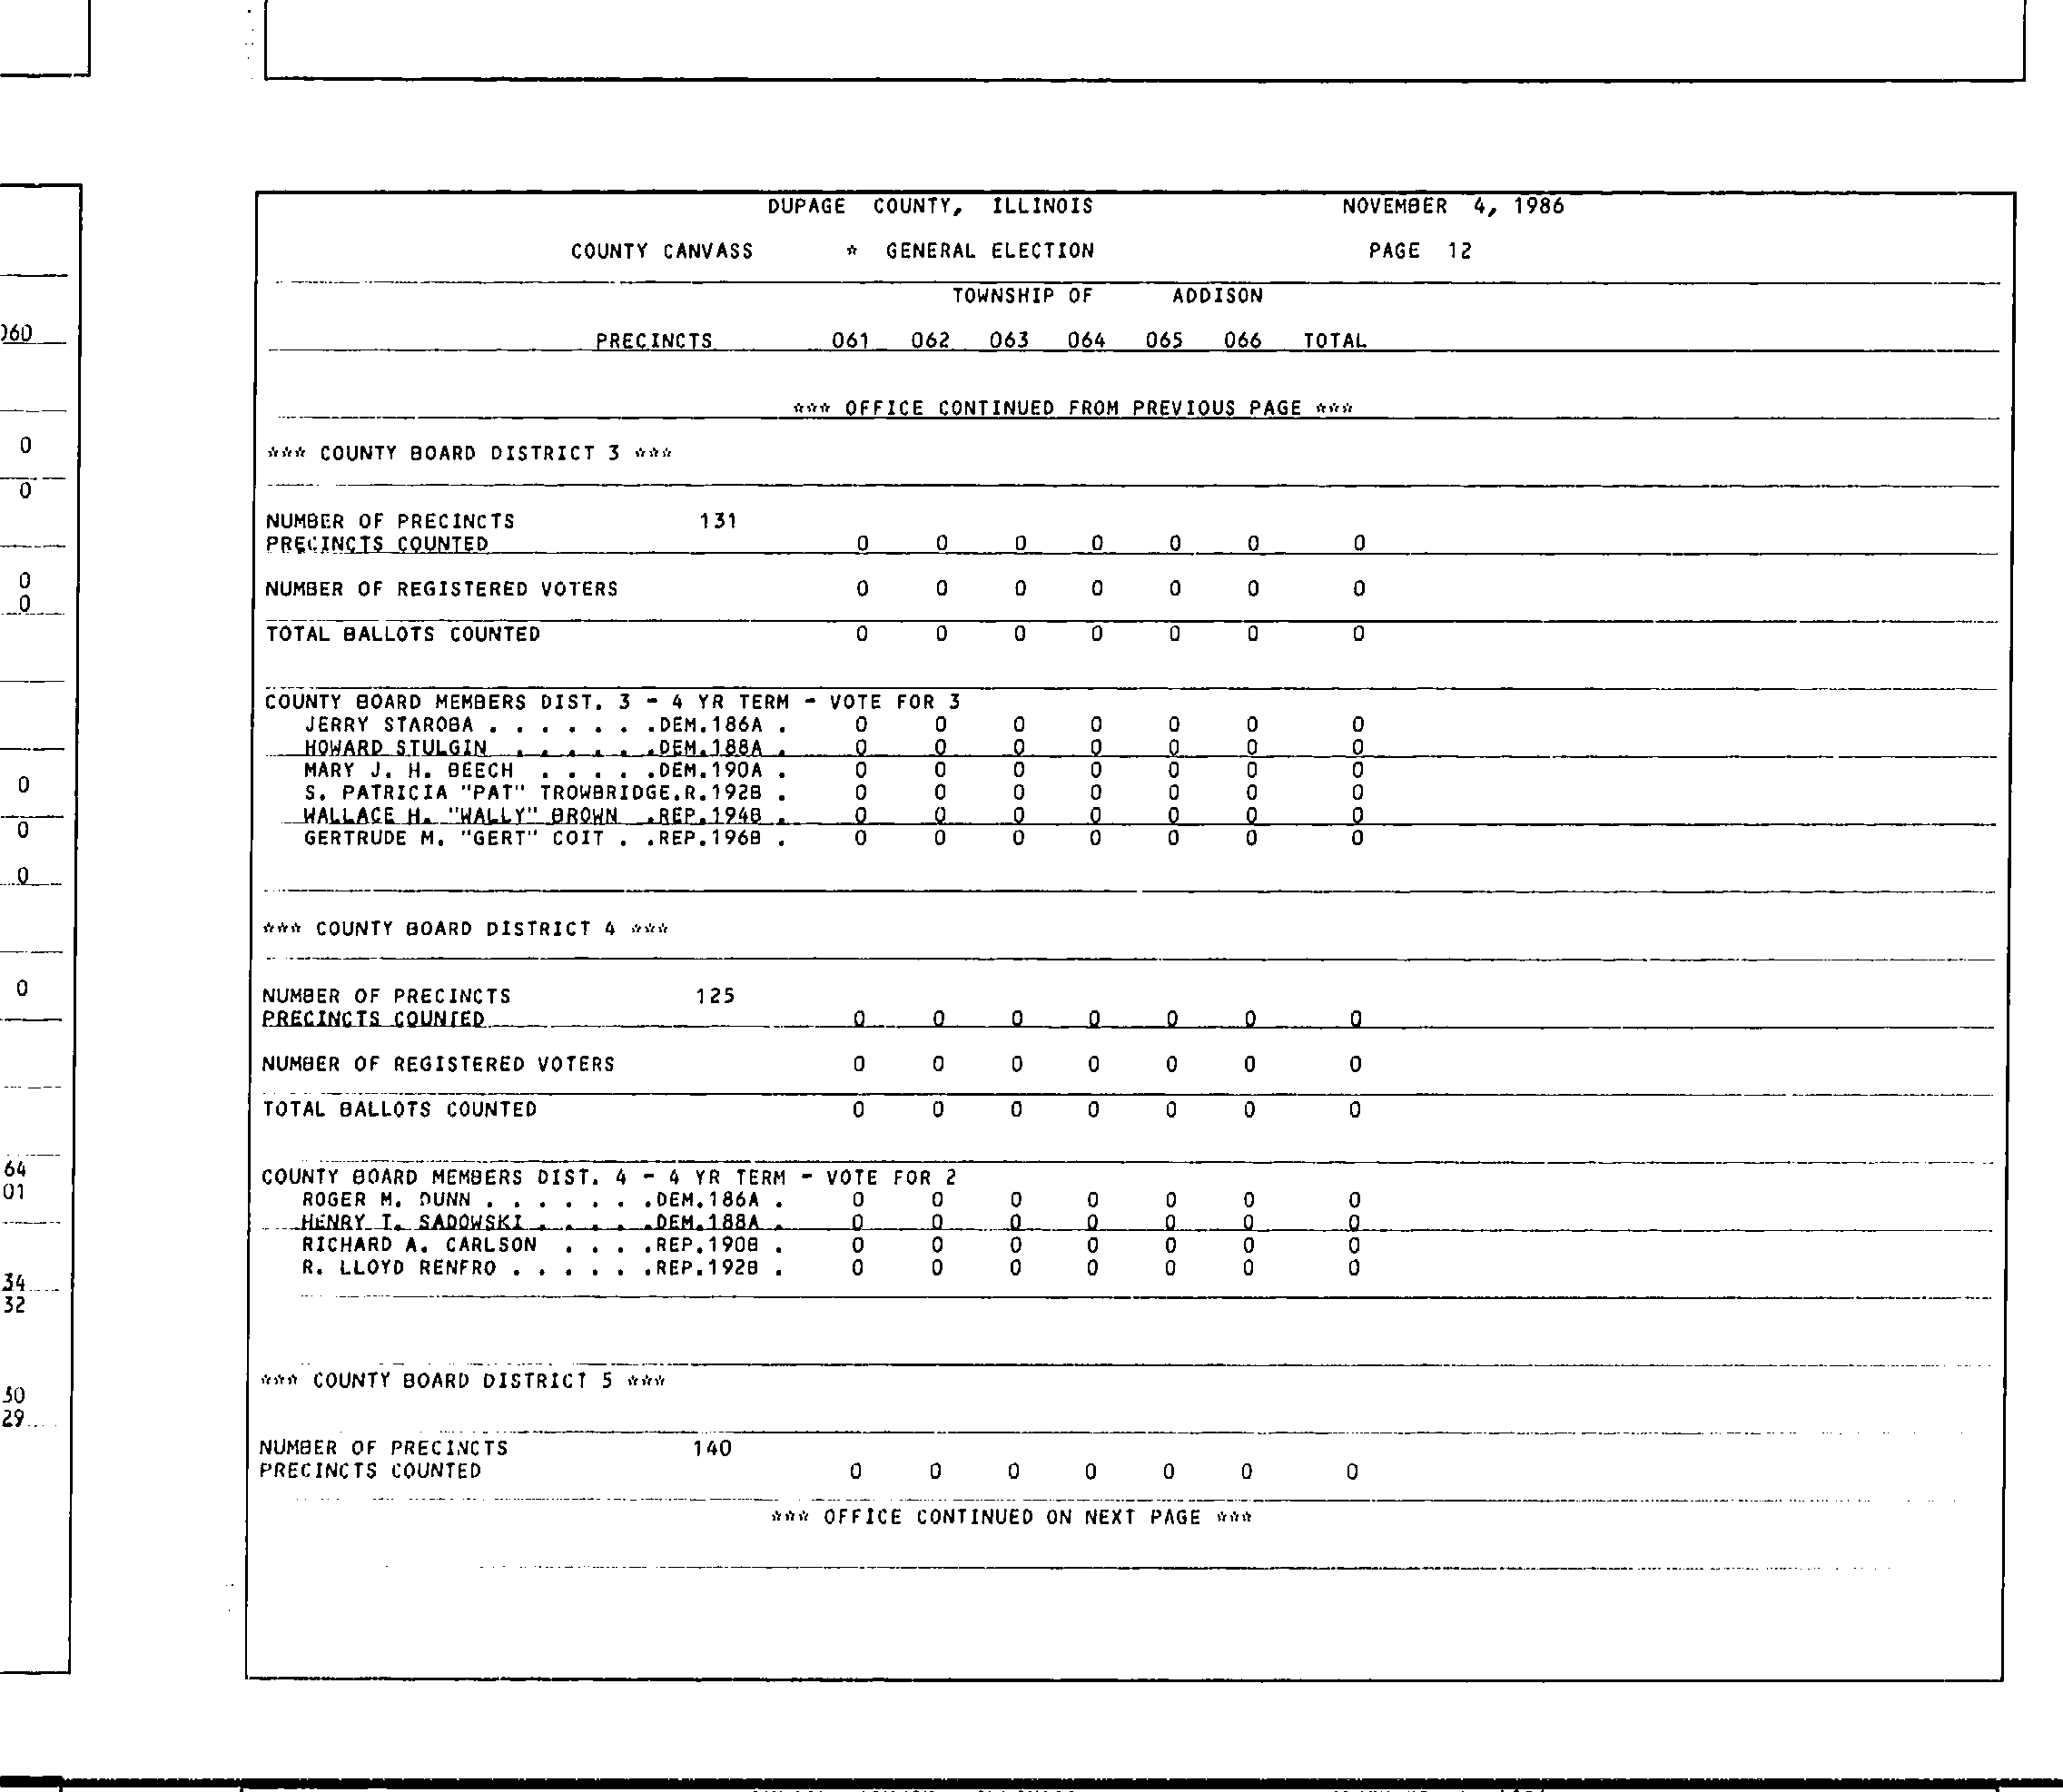 DUPAGE COUNTY, ILLINOIS NOVEMBER 4, 1986
COUNTY CANVASS * GENERAL ELECTION PAGE 12
TOWNSHIP OF ADDISON
PRECINCTS 061 062 063 064 065 066 TOTAL
*** OFFICE CONTINUED FROM PREVIOUS PAGE ***
*** COUNTY BOARD DISTRICT 3 ***
NUMBER OF PRECINCTS 131
PRECINCTS COUNTED 0 0 0 0 0 0 0
NUMBER OF REGISTERED VOTERS 0 0 0 0 0 0 0
TOTAL BALLOTS COUNTED 0 0 0 0 0 0 0
COUNTY BOARD MEMBERS DIST. 3 - 4 YR TERM - VOTE FOR 3
JERRY STAROBA . . . . . . .DEM.186A . 0 0 0 0 0 0 0
HOWARD STULGIN . . . . . .DEM.188A . 0 0 0 0 0 0 0
MARY J. H. BEECH . . . . .DEM.190A . 0 0 0 0 0 0 0
S. PATRICIA "PAT" TROWBRIDGE.R.192B . 0 0 0 0 0 0 0
WALLACE H. "WALLY" BROWN .REP.194B . 0 0 0 0 0 0 0
GERTRUDE M. "GERT" COIT . .REP.196B . 0 0 0 0 0 0 0
*** COUNTY BOARD DISTRICT 4 ***
NUMBER OF PRECINCTS 125
PRECINCTS COUNTED 0 0 0 0 0 0 0
NUMBER OF REGISTERED VOTERS 0 0 0 0 0 0 0
TOTAL BALLOTS COUNTED 0 0 0 0 0 0 0
COUNTY BOARD MEMBERS DIST. 4 - 4 YR TERM - VOTE FOR 2
ROGER M. DUNN . . . . . . .DEM.186A . 0 0 0 0 0 0 0
HENRY T. SADOWSKI . . . . .DEM.188A . 0 0 0 0 0 0 0
RICHARD A. CARLSON . . . .REP.190B . 0 0 0 0 0 0 0
R. LLOYD RENFRO . . . . . .REP.192B . 0 0 0 0 0 0 0
*** COUNTY BOARD DISTRICT 5 ***
NUMBER OF PRECINCTS 140
PRECINCTS COUNTED 0 0 0 0 0 0 0
*** OFFICE CONTINUED ON NEXT PAGE ***
0
0
0
0
0
0
0
0
64
01
34
32
30
29